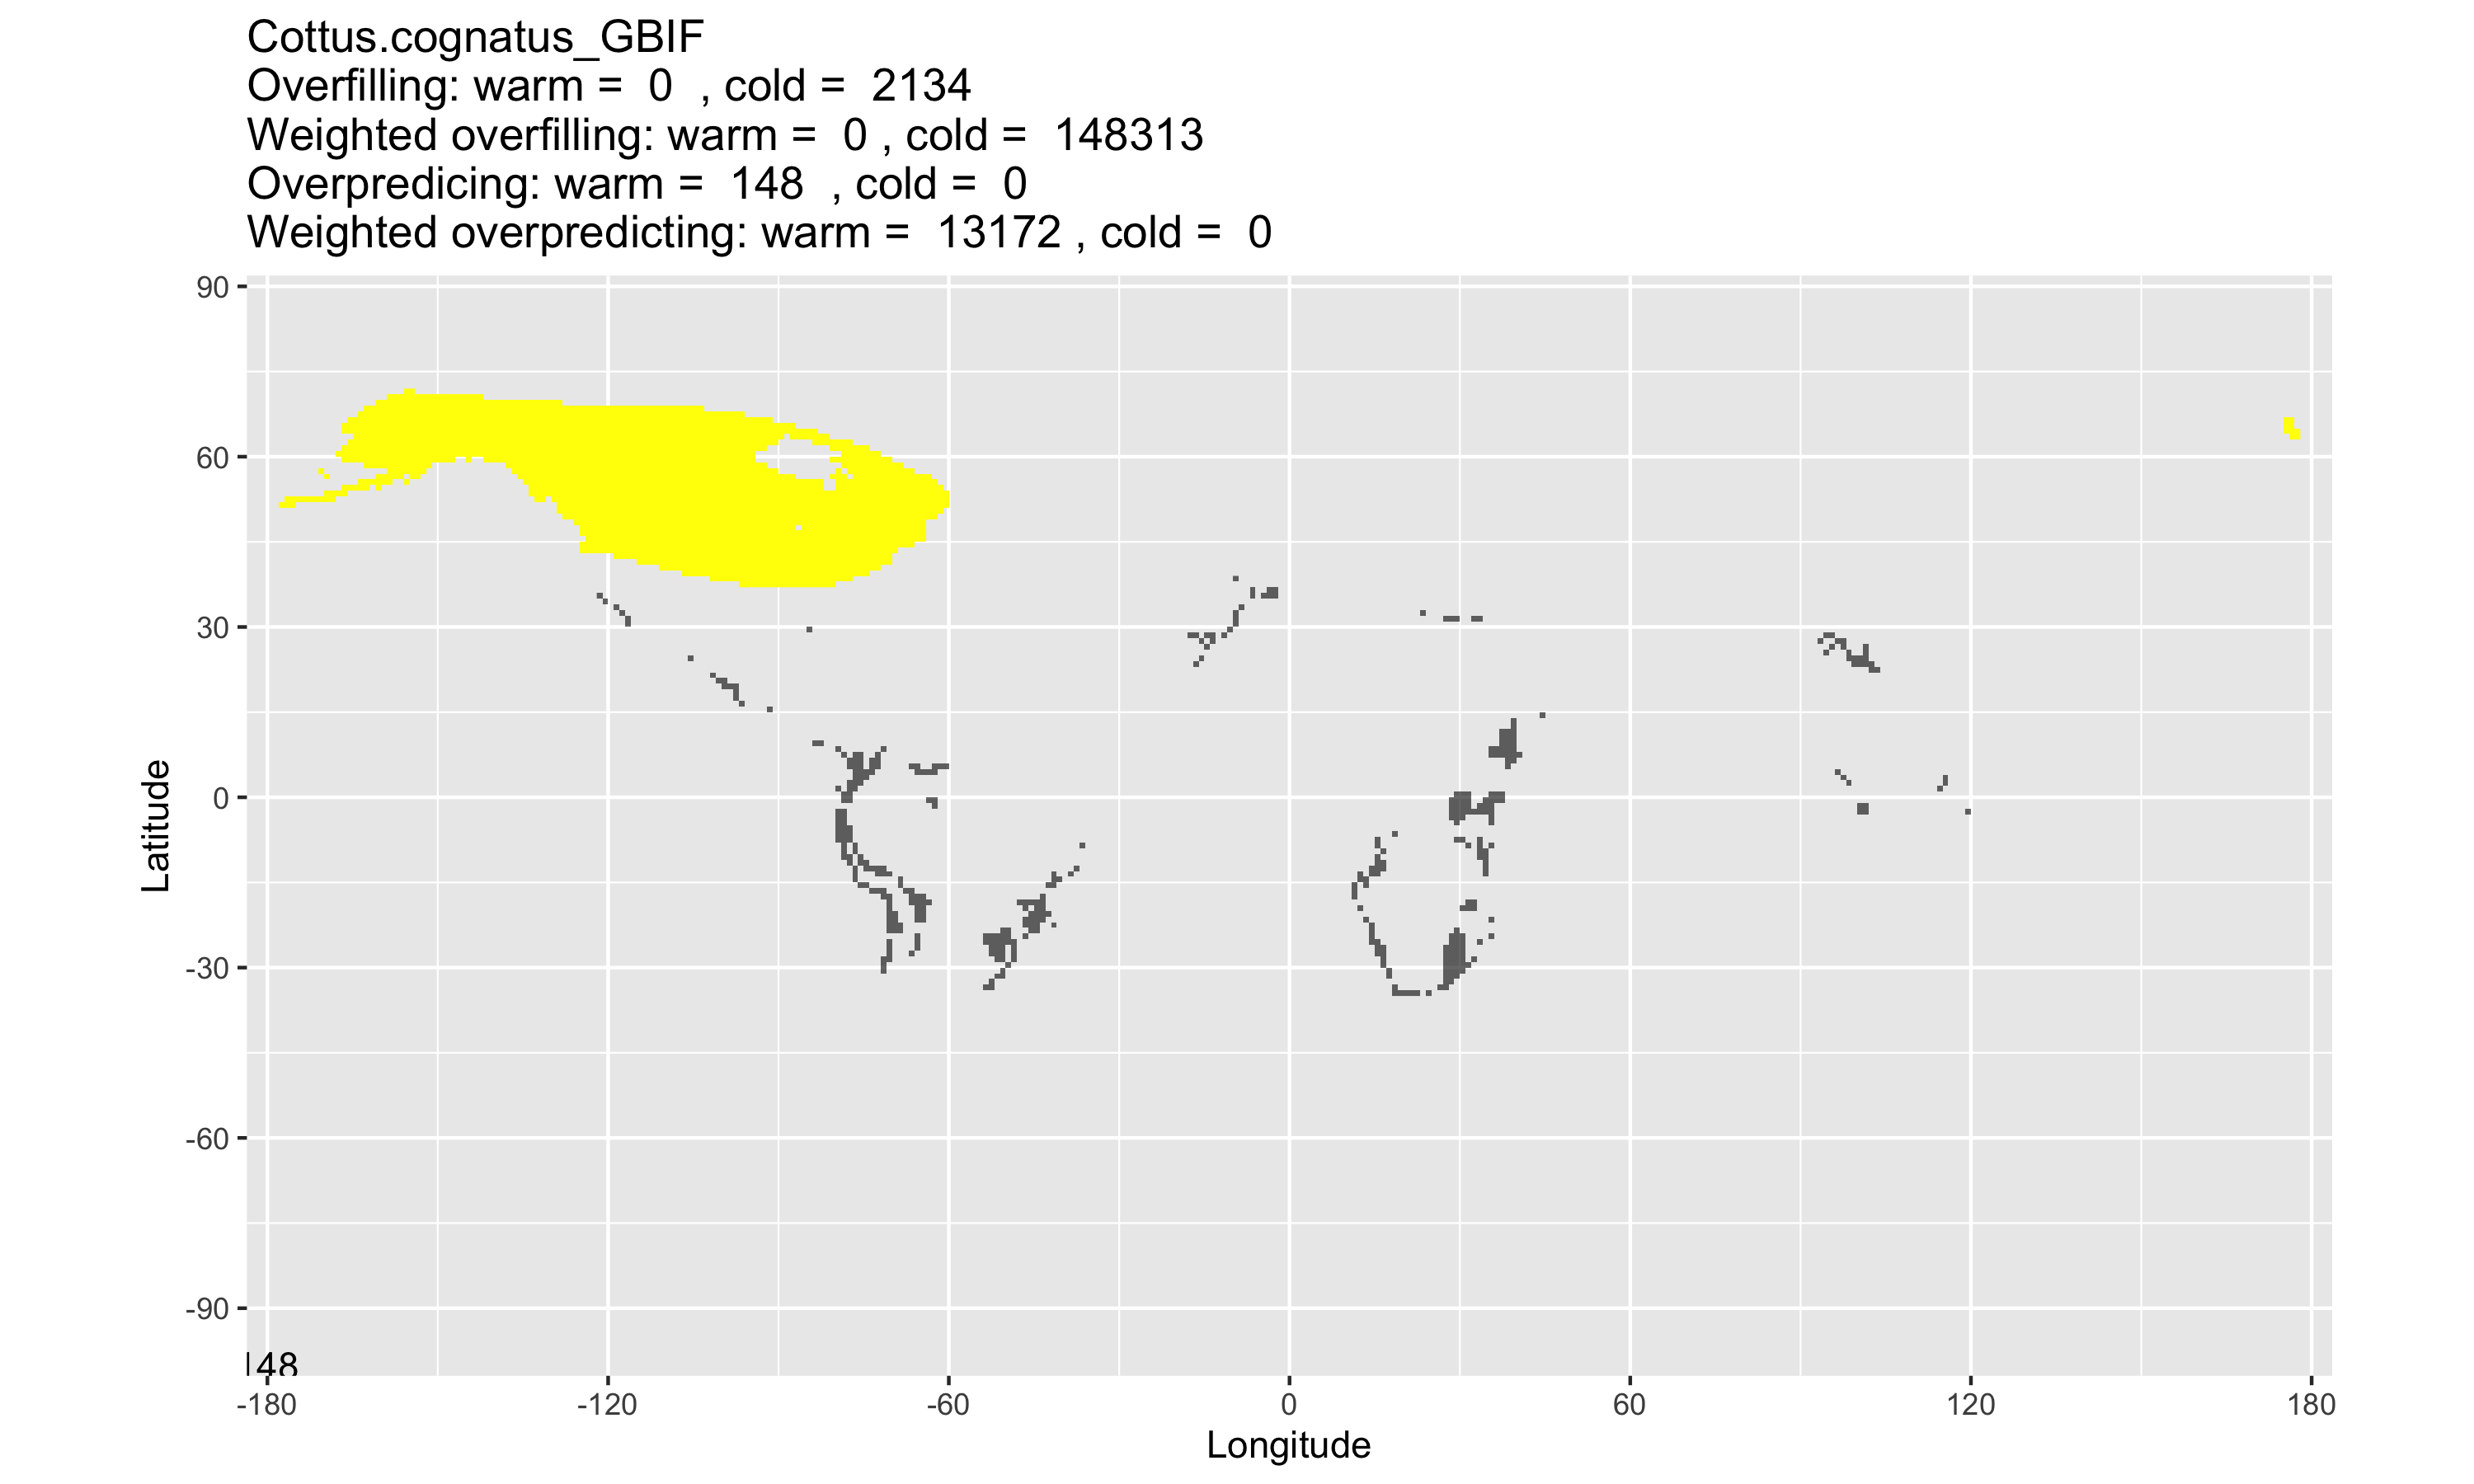 Cottus.cognatus_GBIF
Overfilling: warm = 0 , cold = 2134
Weighted overfilling: warm = 0 , cold = 148313
Overpredicing: warm = 148 , cold = 0
Weighted overpredicting: warm = 13172 , cold = 0
90
60
30
0
-30
-60
-90
Latitude
48
-180 -120 -60 0 60 120 180
Longitude